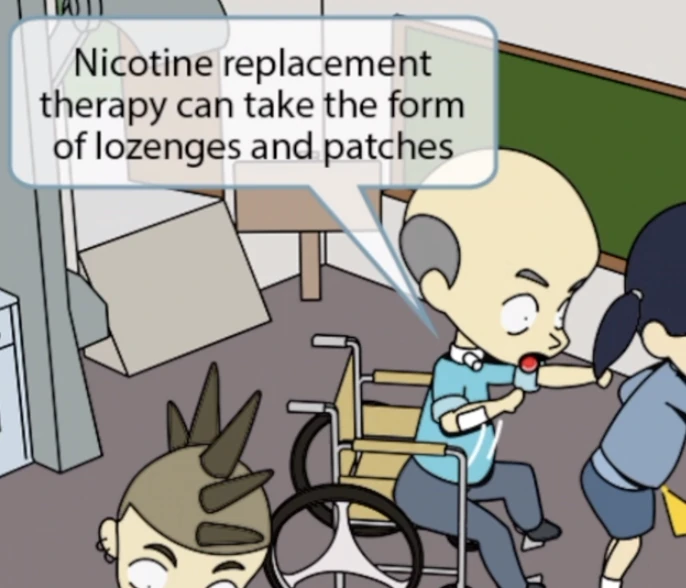 Nicotine replacement
therapy can take the form
of lozenges and patches